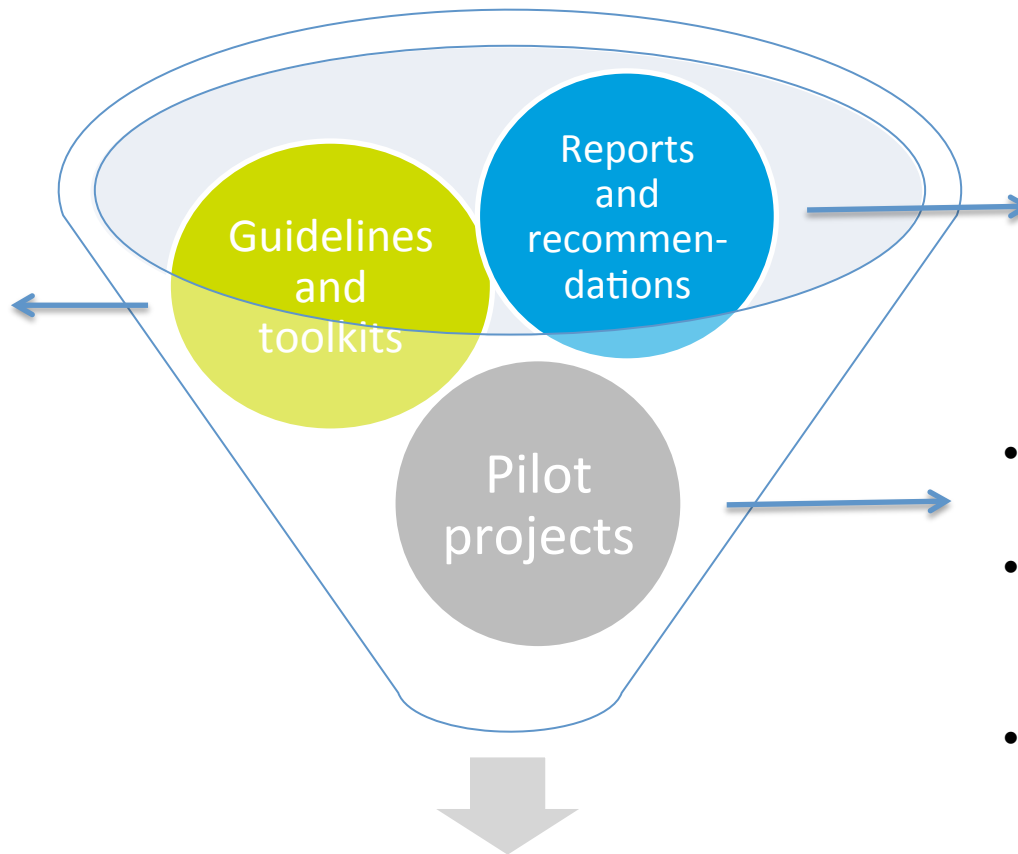 Guidelines
and
toolkits
Reports
and
recommen-
dations
Pilot
projects
•
•
•